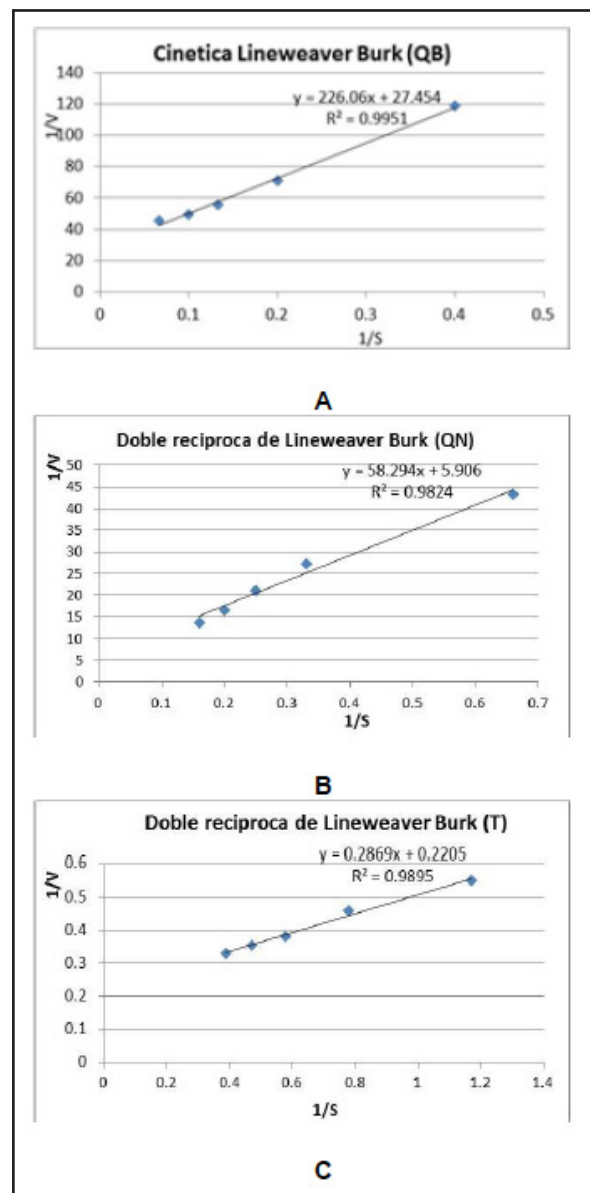 Cinetica Lineweaver Burk (QB)
140
120
100
80
60
40
20
0
1/V
y = 226.06x + 27.454
R² = 0.9951
0 0.1 0.2 0.3 0.4 0.5
1/S
A
Doble reciproca de Lineweaver Burk (QN)
50
45
40
35
30
25
20
15
10
5
0
1/V
y = 58.294x + 5.906
R² = 0.9824
0 0.1 0.2 0.3 0.4 0.5 0.6 0.7
1/S
B
Doble reciproca de Lineweaver Burk (T)
0.6
0.5
0.4
0.3
0.2
0.1
0
1/V
y = 0.2869x + 0.2205
R² = 0.9895
0 0.2 0.4 0.6 0.8 1 1.2 1.4
1/S
C